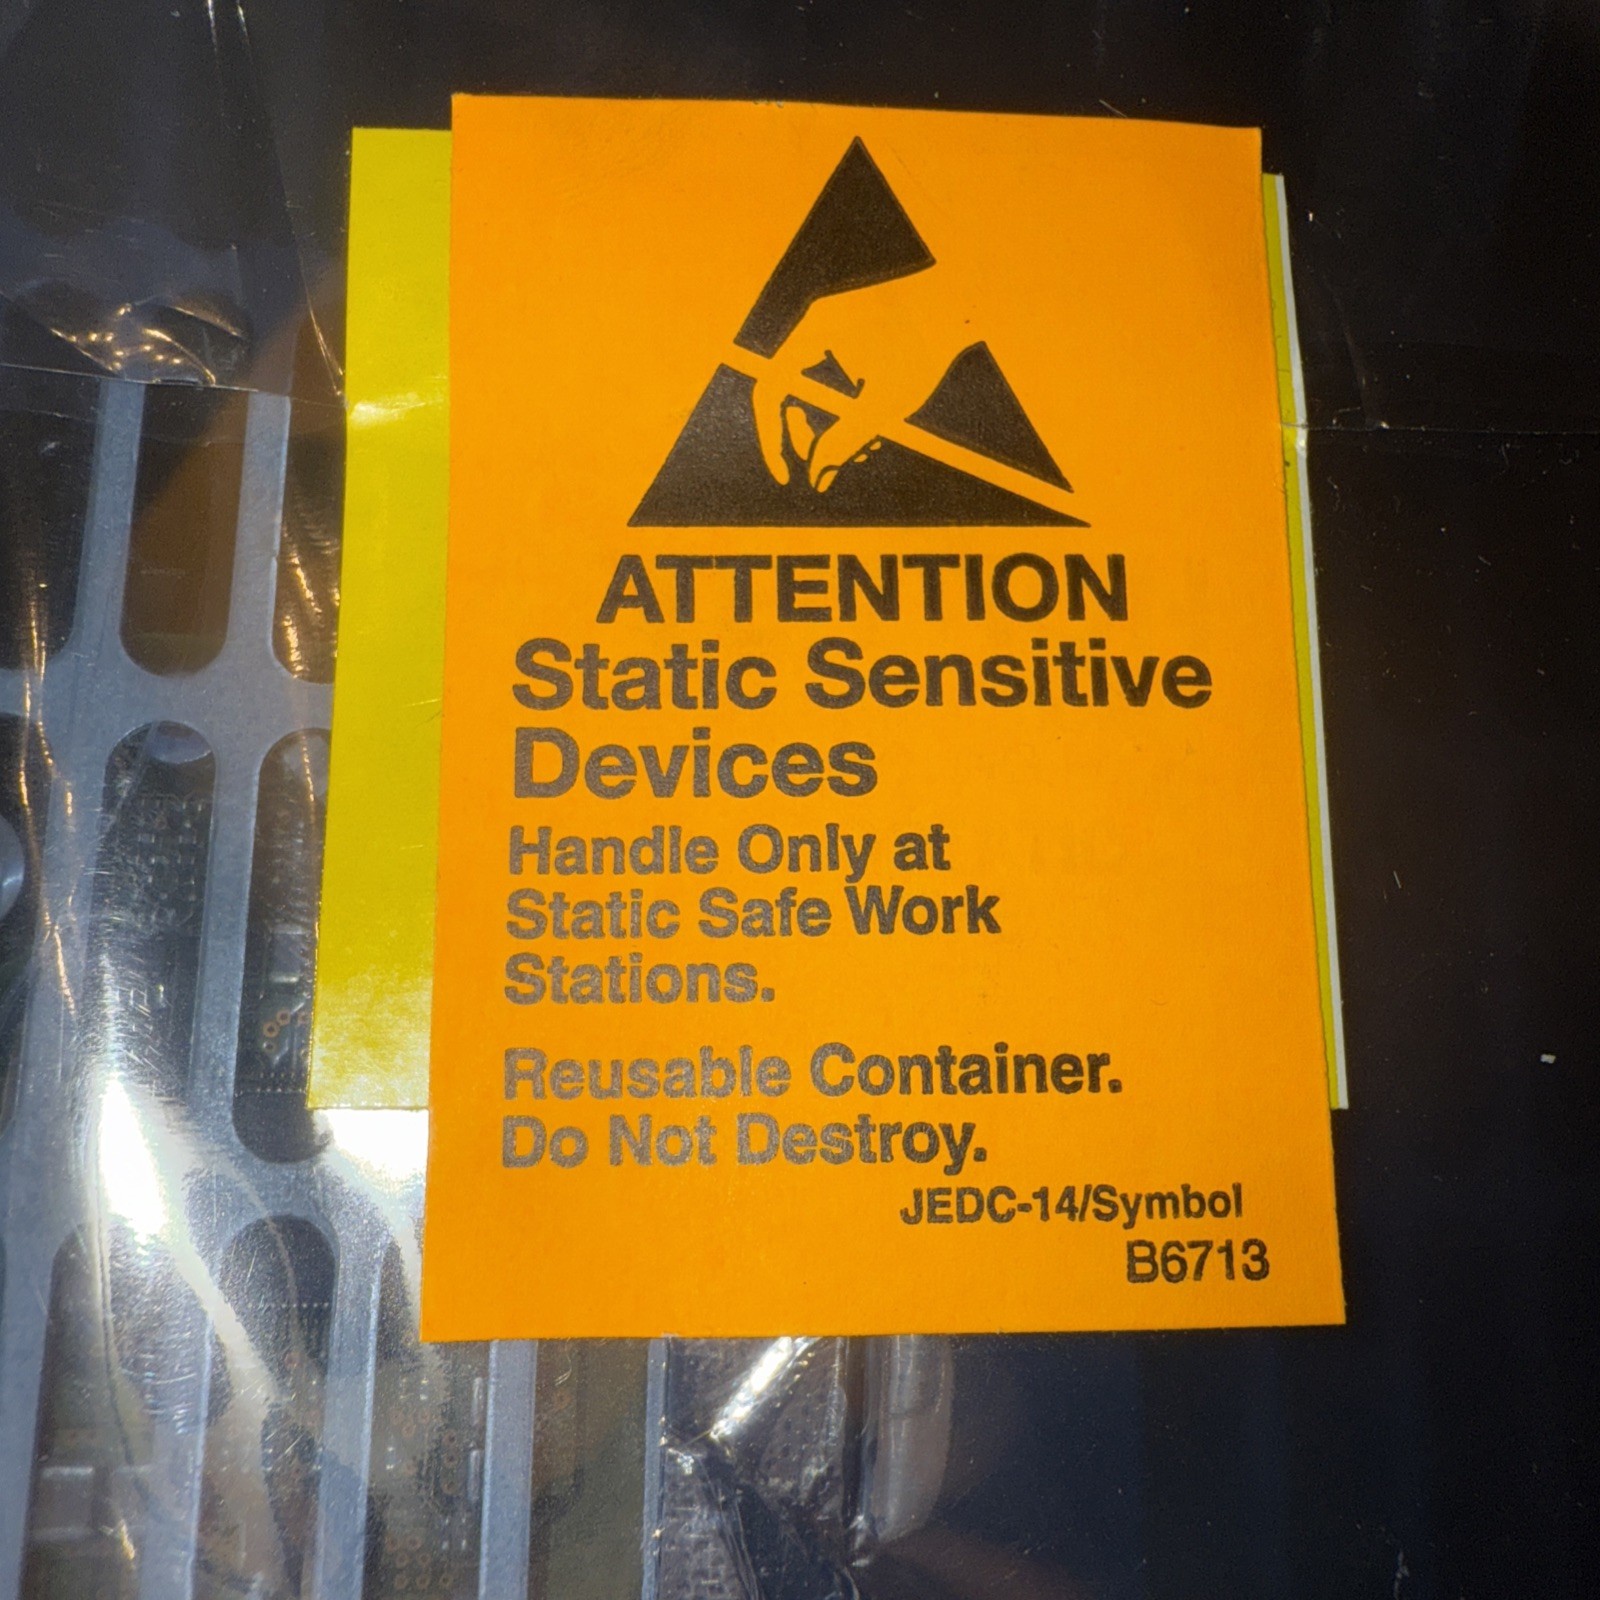 ATTENTION
Static Sensitive
Devices
Handle Only at
Static Safe Work
Stations.
Reusable Container.
Do Not Destroy.
JEDC-14/Symbol
B6713